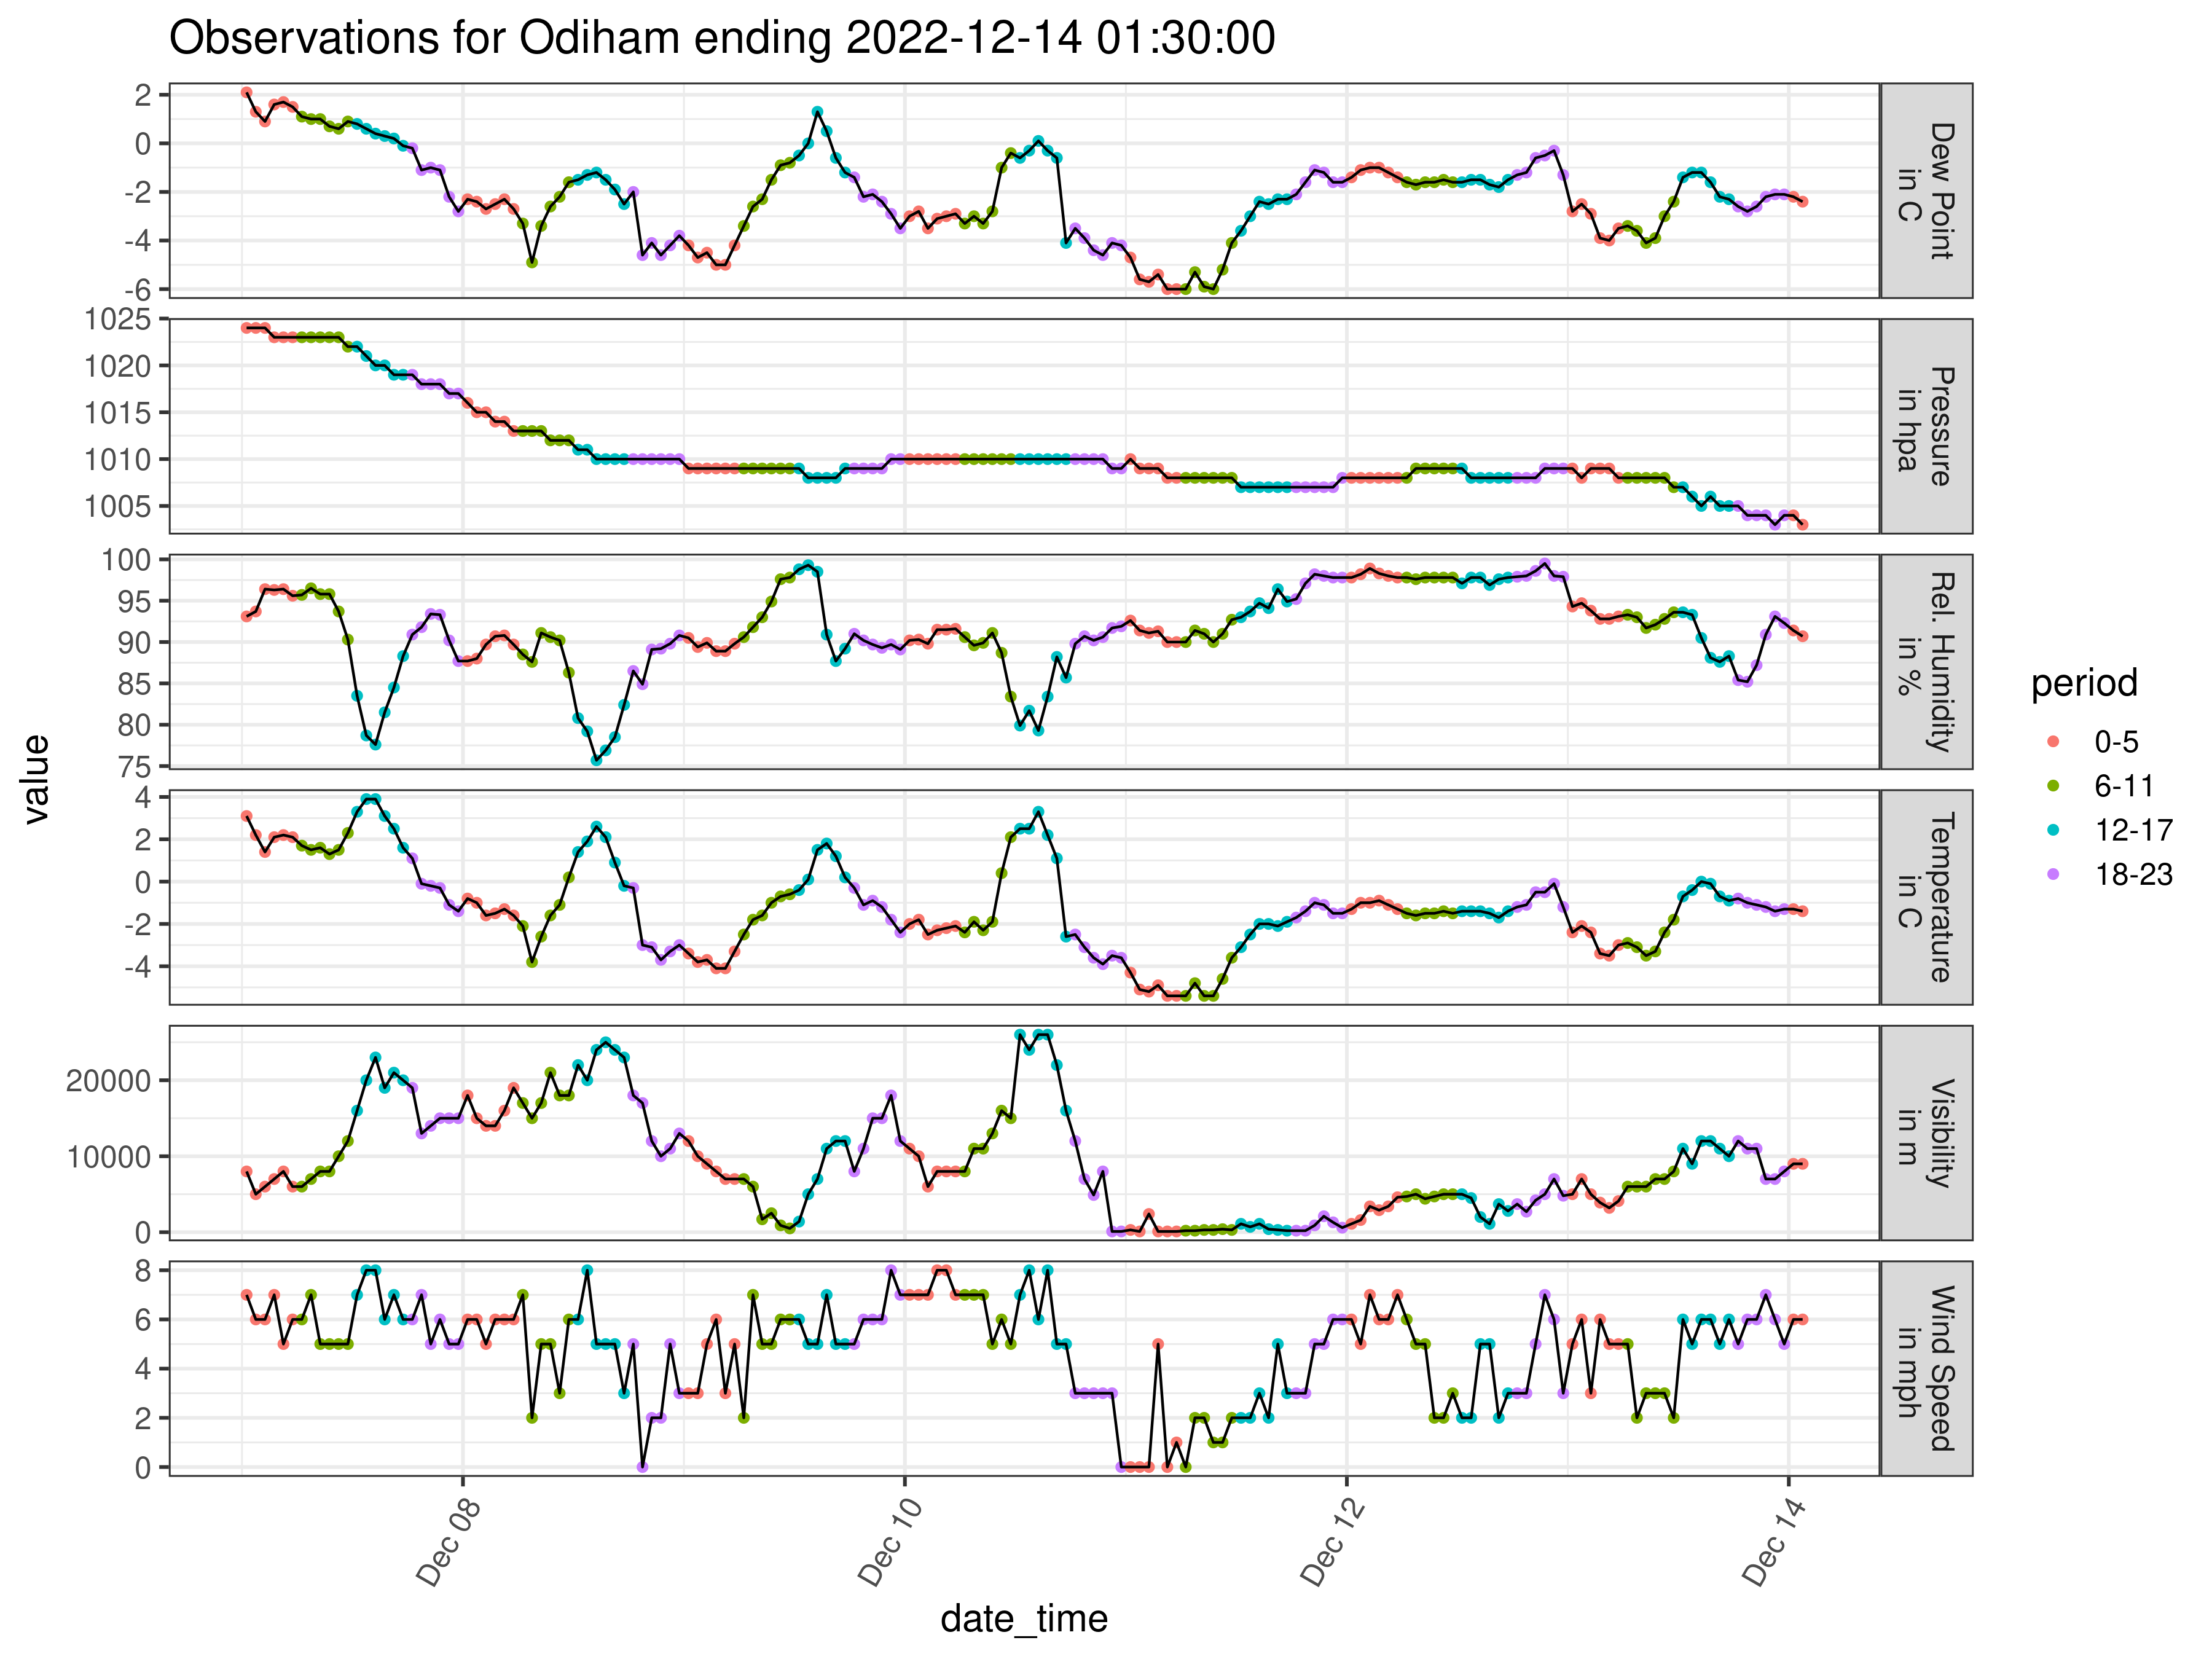 Observations for Odiham ending 2022-12-14 01:30:00
value
2
0
-2
-4
-6
Dew Point
in C
1025
1020
1015
1010
1005
Pressure
in hpa
100
95
90
85
80
75
Rel. Humidity
in %
4
2
0
-2
-4
Temperature
in C
20000
10000
0
Visibility
in m
8
6
4
2
0
Wind Speed
in mph
Dec 08
Dec 10
Dec 12
Dec 14
date_time
period
0-5
6-11
12-17
18-23